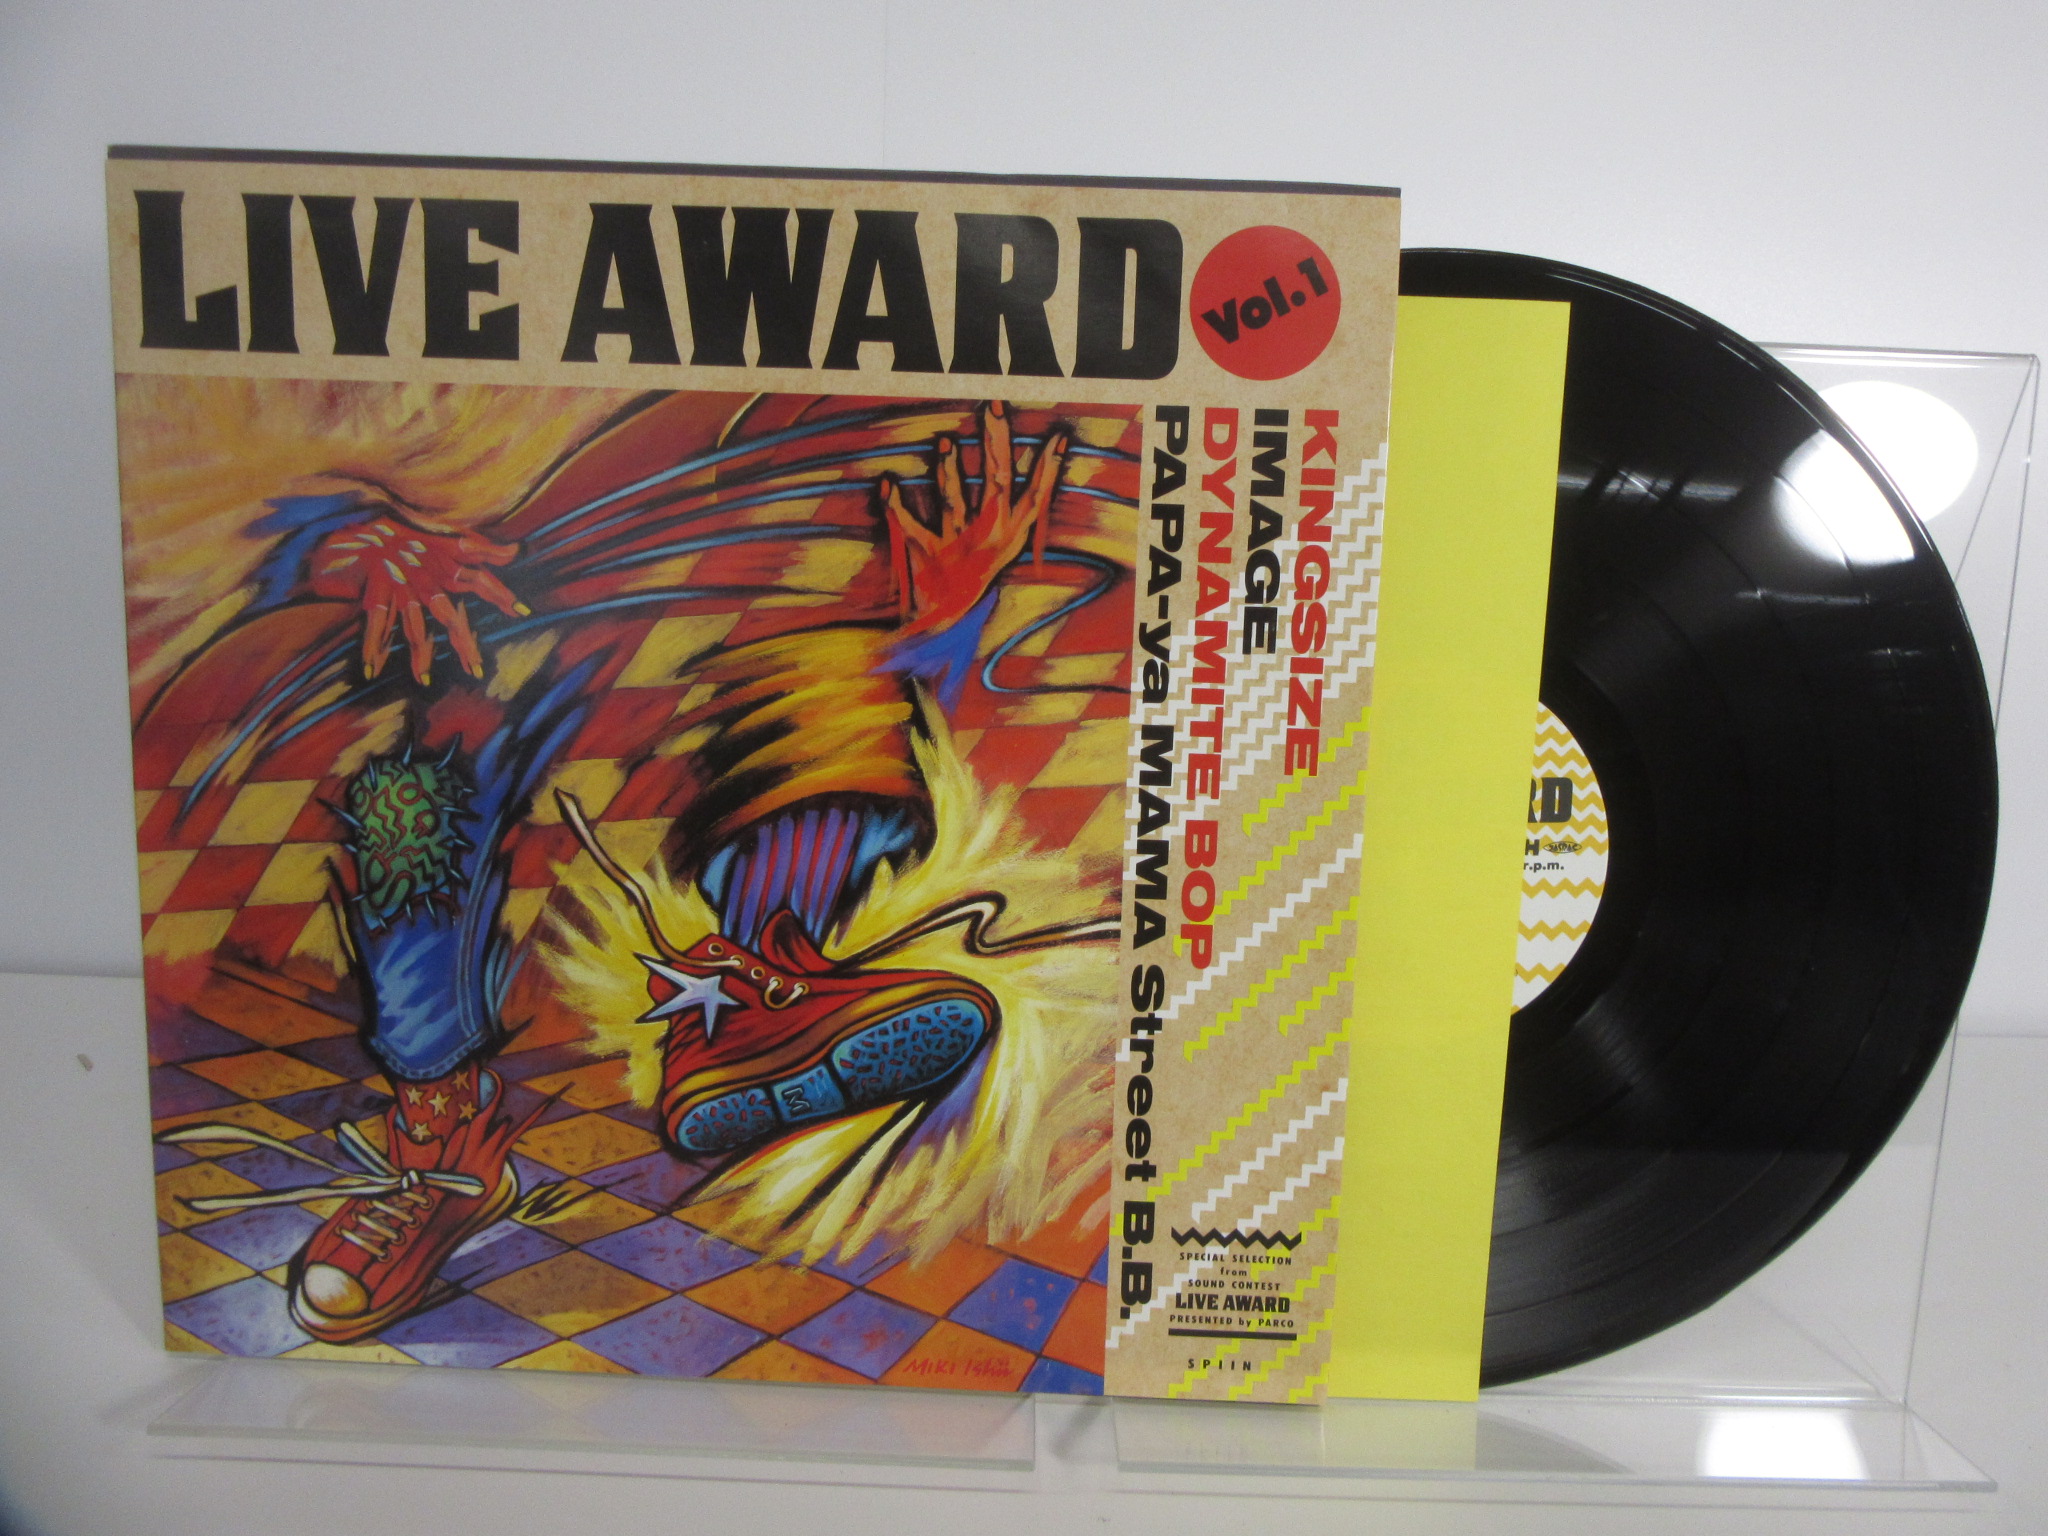 LIVE AWARD
Vol.1
KINGSIZE
IMAGE
DYNAMITE BOP
PAPA-ya MAMA Street B.B.
SPECIAL SELECTION
from
SOUND CONTEST
LIVE AWARD
PRESENTED by PARCO
SPIIN
MIKI Ishii
M
RD
H JASRAC
r.p.m.